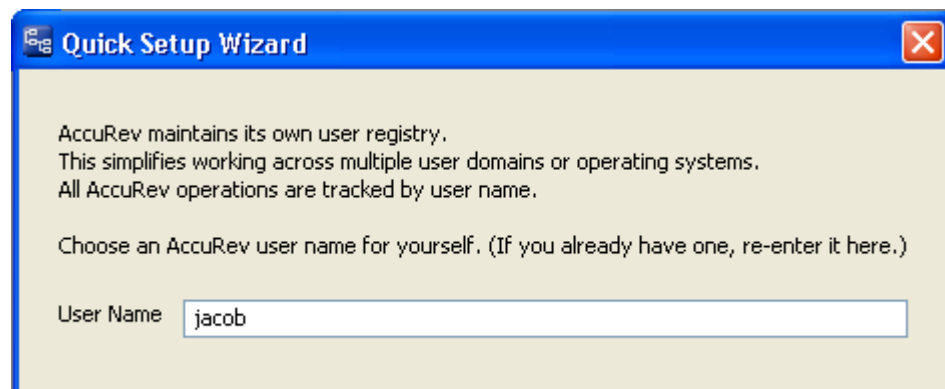 Quick Setup Wizard
AccuRev maintains its own user registry.
This simplifies working across multiple user domains or operating systems.
All AccuRev operations are tracked by user name.
Choose an AccuRev user name for yourself. (If you already have one, re-enter it here.)
User Name jacob